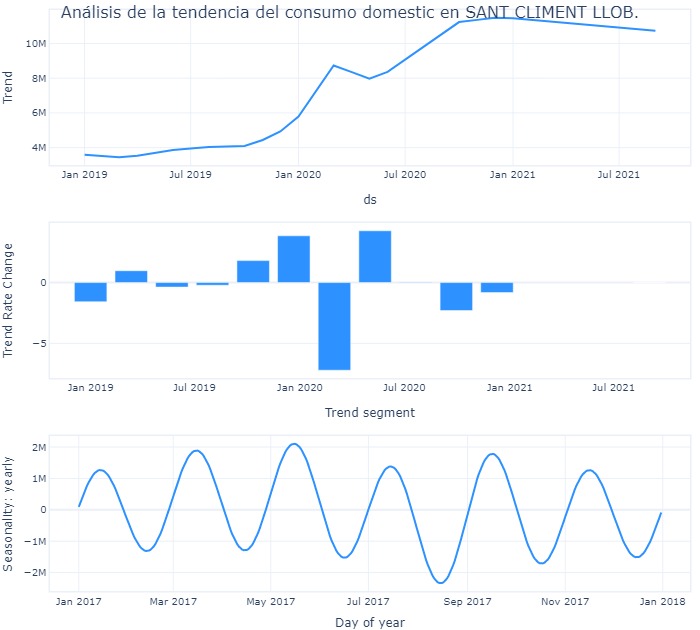 Análisis de la tendencia del consumo domestic en SANT CLIMENT LLOB.
Trend
10M
8M
6M
4M
Jan 2019 Jul 2019 Jan 2020 Jul 2020 Jan 2021 Jul 2021
ds
Trend Rate Change
0
−5
Jan 2019 Jul 2019 Jan 2020 Jul 2020 Jan 2021 Jul 2021
Trend segment
Seasonality: yearly
2M
1M
0
−1M
−2M
Jan 2017 Mar 2017 May 2017 Jul 2017 Sep 2017 Nov 2017 Jan 2018
Day of year